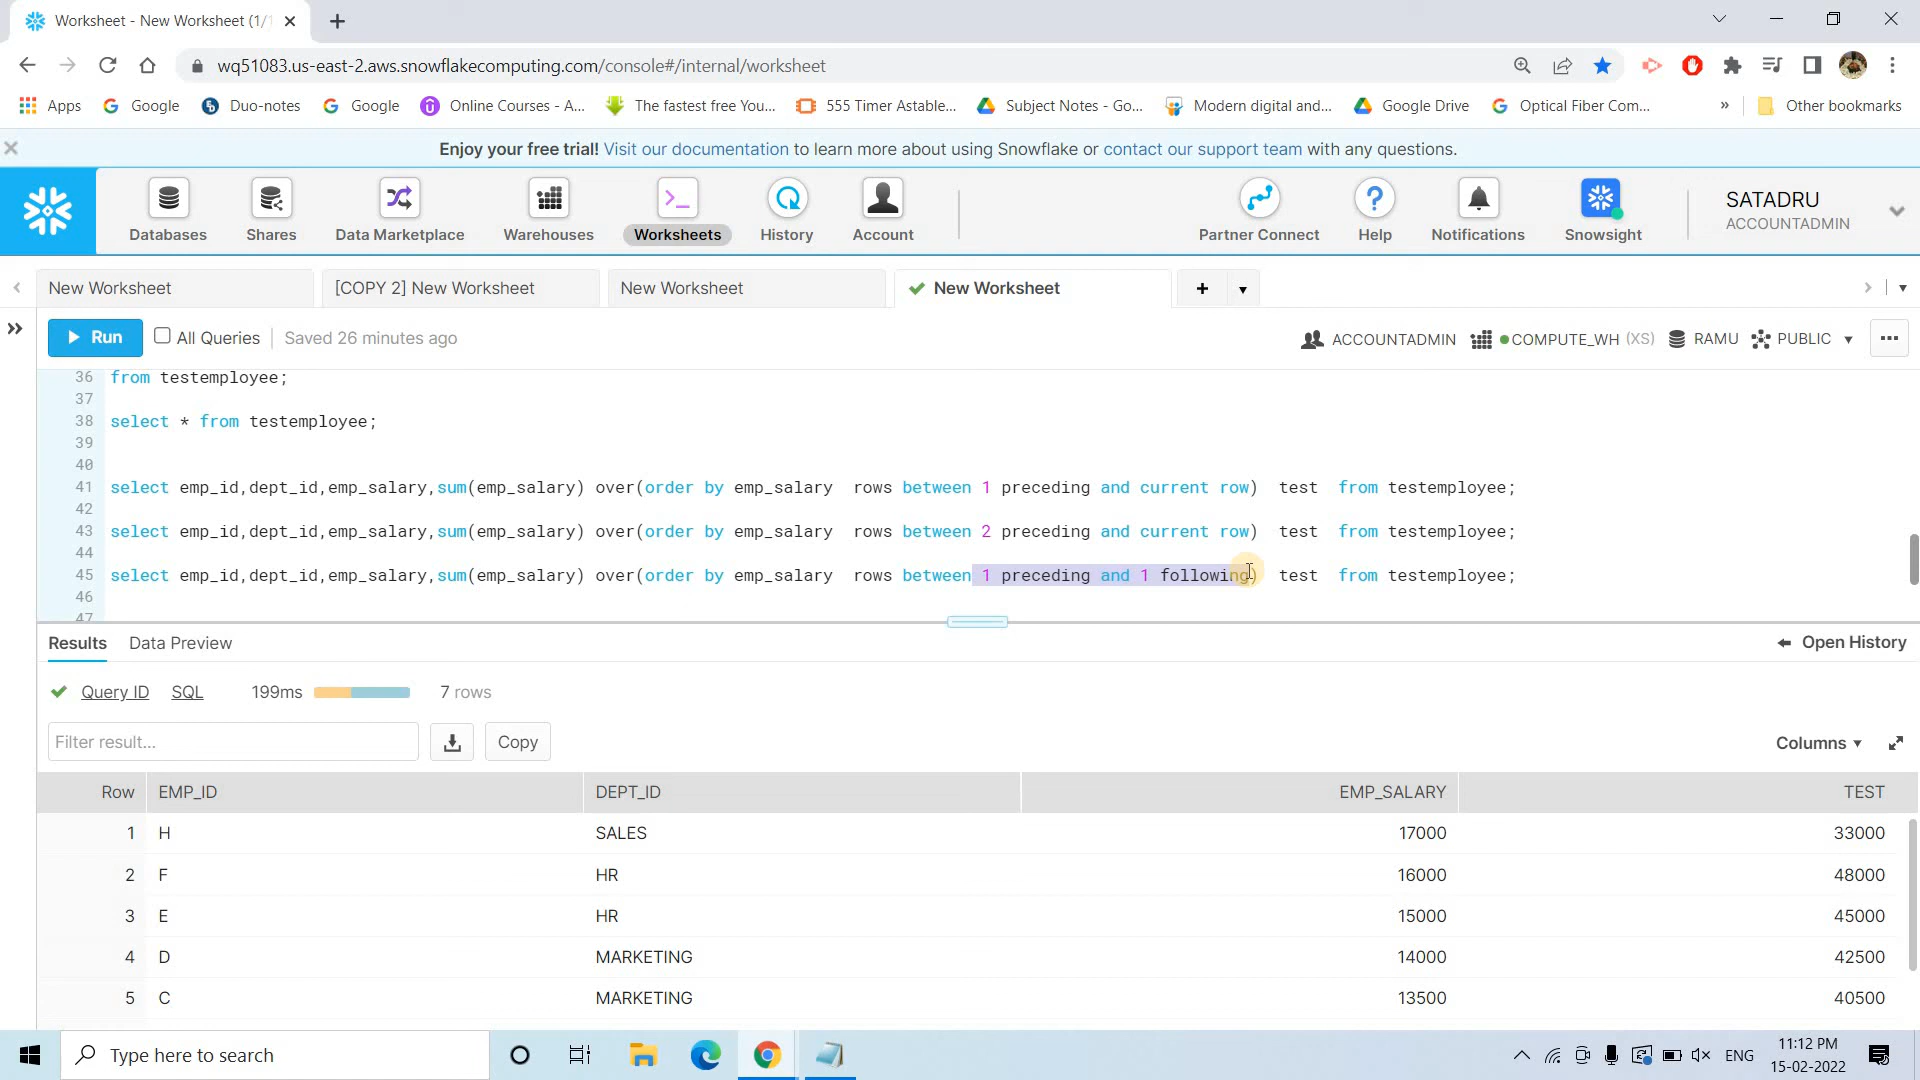 Worksheet - New Worksheet (1/1
wq51083.us-east-2.aws.snowflakecomputing.com/console#/internal/worksheet
Apps Google Duo-notes Google Online Courses - A... The fastest free You... 555 Timer Astable... Subject Notes - Go... Modern digital and... Google Drive Optical Fiber Com... » Other bookmarks
Enjoy your free trial! Visit our documentation to learn more about using Snowflake or contact our support team with any questions.
Databases Shares Data Marketplace Warehouses Worksheets History Account Partner Connect Help Notifications Snowsight
SATADRU
ACCOUNTADMIN
New Worksheet [COPY 2] New Worksheet New Worksheet New Worksheet
Run All Queries Saved 26 minutes ago ACCOUNTADMIN COMPUTE_WH (XS) RAMU PUBLIC
36 from testemployee;
37
38 select * from testemployee;
39
40
41 select emp_id,dept_id,emp_salary,sum(emp_salary) over(order by emp_salary rows between 1 preceding and current row) test from testemployee;
42
43 select emp_id,dept_id,emp_salary,sum(emp_salary) over(order by emp_salary rows between 2 preceding and current row) test from testemployee;
44
45 select emp_id,dept_id,emp_salary,sum(emp_salary) over(order by emp_salary rows between 1 preceding and 1 following) test from testemployee;
46
47
Results Data Preview Open History
Query ID SQL 199ms 7 rows
Filter result... Copy Columns
Row EMP_ID DEPT_ID EMP_SALARY TEST
1 H SALES 17000 33000
2 F HR 16000 48000
3 E HR 15000 45000
4 D MARKETING 14000 42500
5 C MARKETING 13500 40500
Type here to search ENG 11:12 PM
15-02-2022